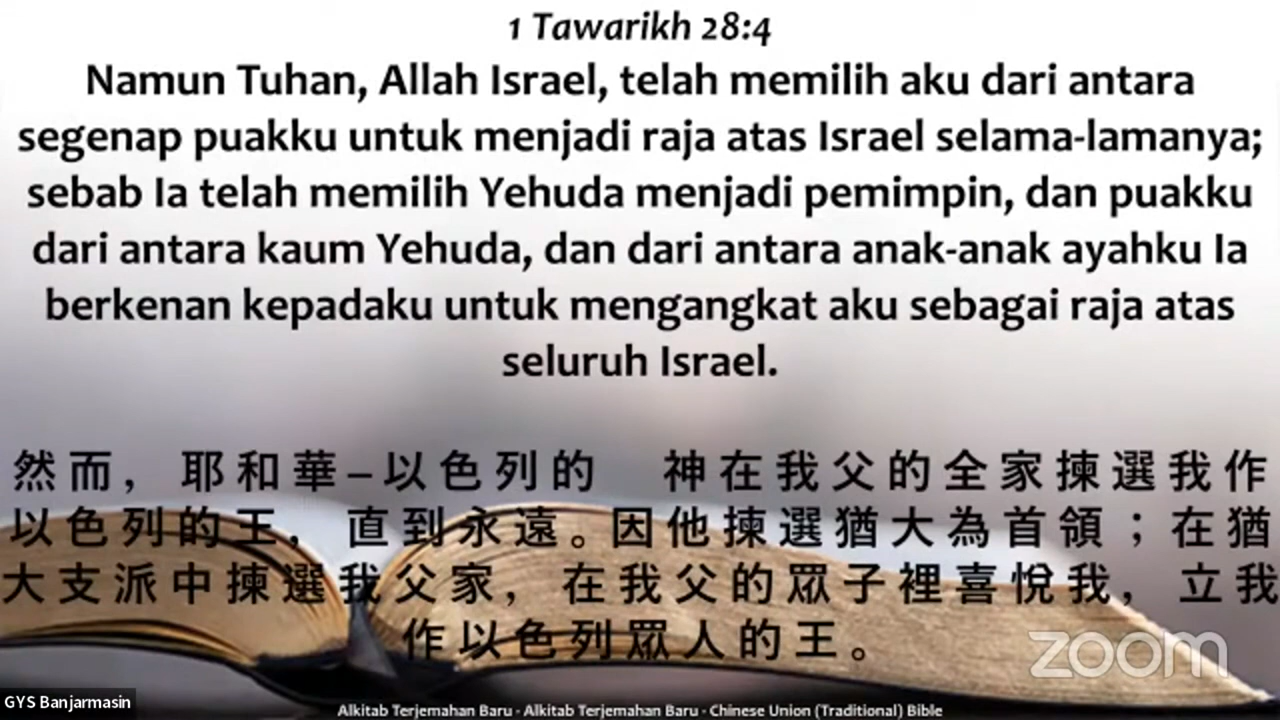 1 Tawarikh 28:4
Namun Tuhan, Allah Israel, telah memilih aku dari antara
segenap puakku untuk menjadi raja atas Israel selama-lamanya;
sebab Ia telah memilih Yehuda menjadi pemimpin, dan puakku
dari antara kaum Yehuda, dan dari antara anak-anak ayahku Ia
berkenan kepadaku untuk mengangkat aku sebagai raja atas
seluruh Israel.
然而，耶和華─以色列的　神在我父的全家揀選我作
以色列的王，直到永遠。因他揀選猶大為首領；在猶
大支派中揀選我父家，在我父的眾子裡喜悅我，立我
作以色列眾人的王。
zoom
GYS Banjarmasin
Alkitab Terjemahan Baru - Alkitab Terjemahan Baru - Chinese Union (Traditional) Bible